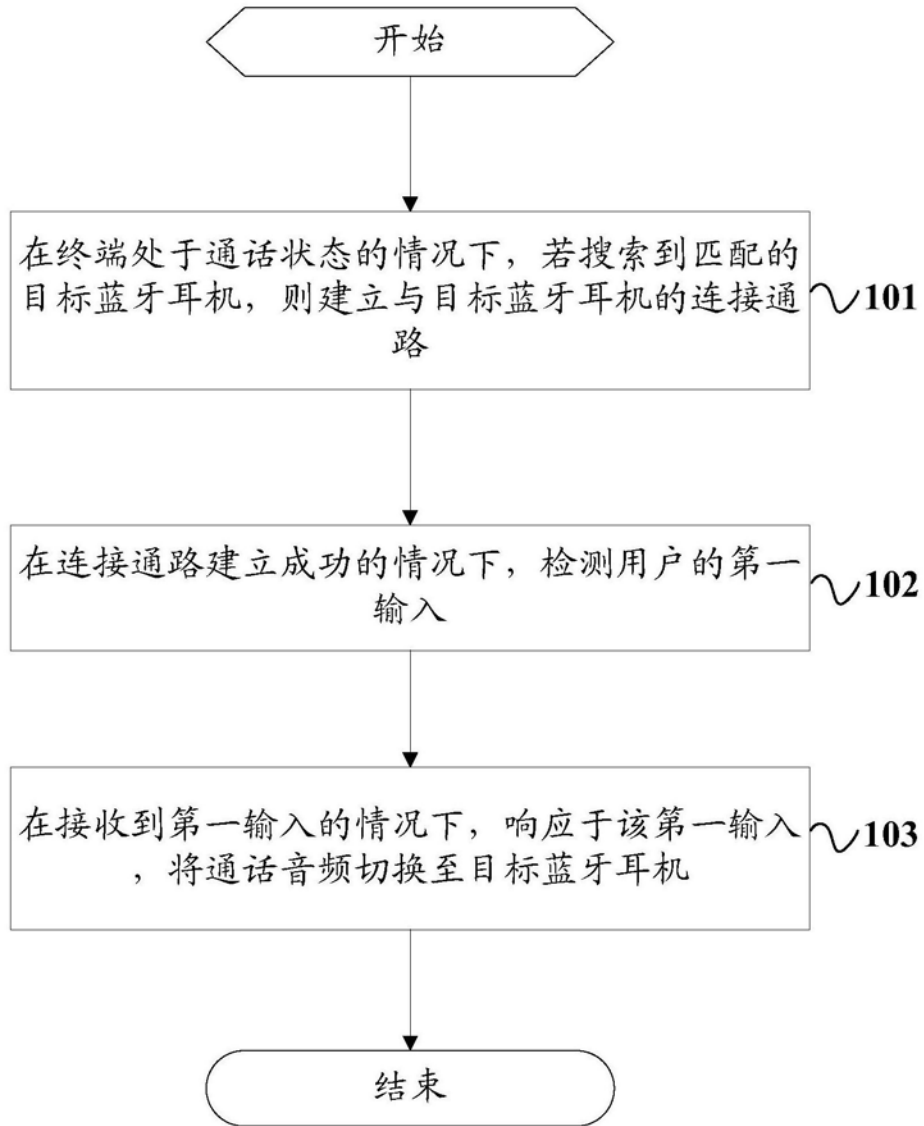 开始
在终端处于通话状态的情况下，若搜索到匹配的
目标蓝牙耳机，则建立与目标蓝牙耳机的连接通
路
101
在连接通路建立成功的情况下，检测用户的第一
输入
102
在接收到第一输入的情况下，响应于该第一输入
，将通话音频切换至目标蓝牙耳机
103
结束